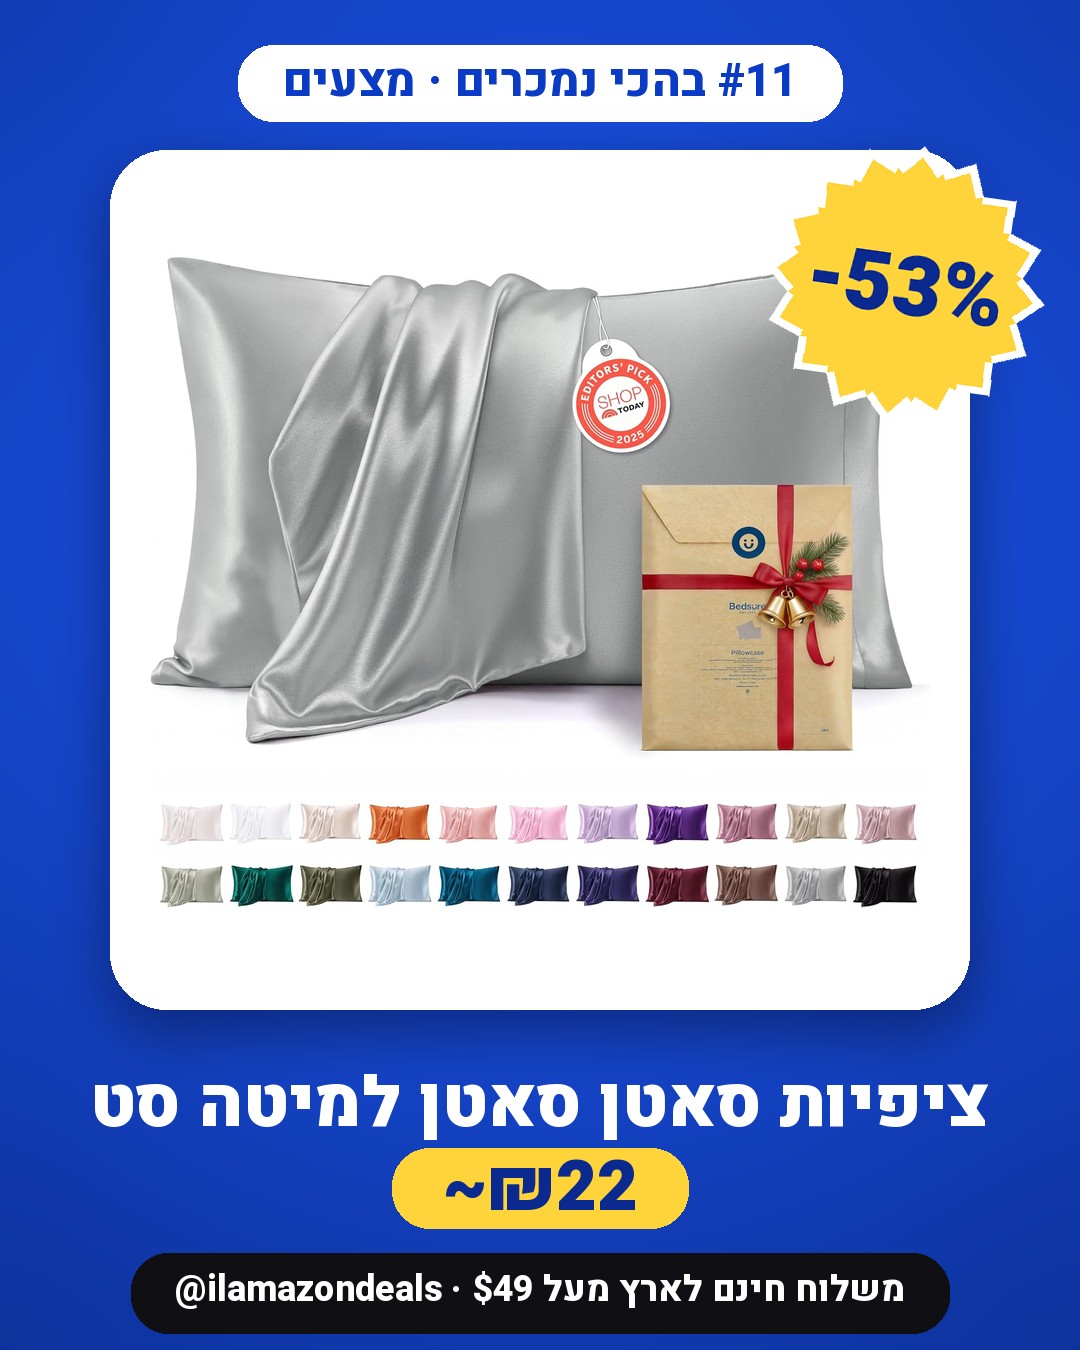 #11 בהכי נמכרים · מצעים
-53%
EDITORS' PICK
SHOP
TODAY
2025
Bedsure
Pillowcase
ציפיות סאטן סאטן למיטה סט
~₪22
משלוח חינם לארץ מעל $49 · @ilamazondeals